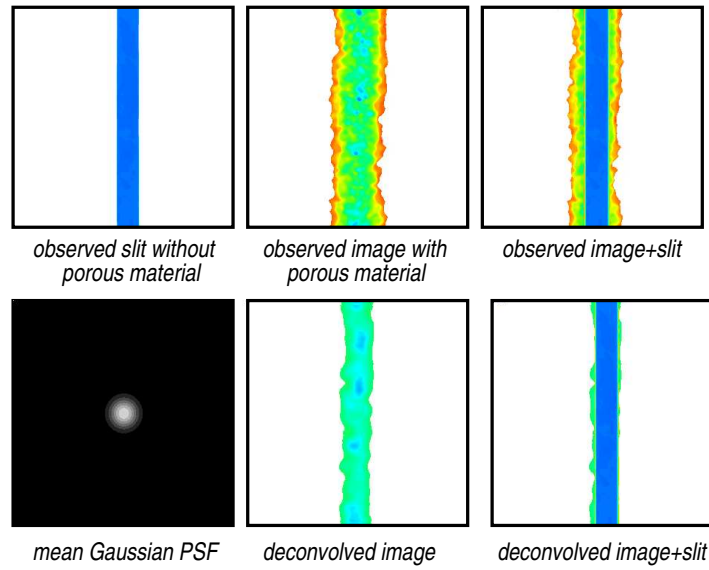 observed slit without
porous material
observed image with
porous material
observed image+slit
mean Gaussian PSF
deconvolved image
deconvolved image+slit